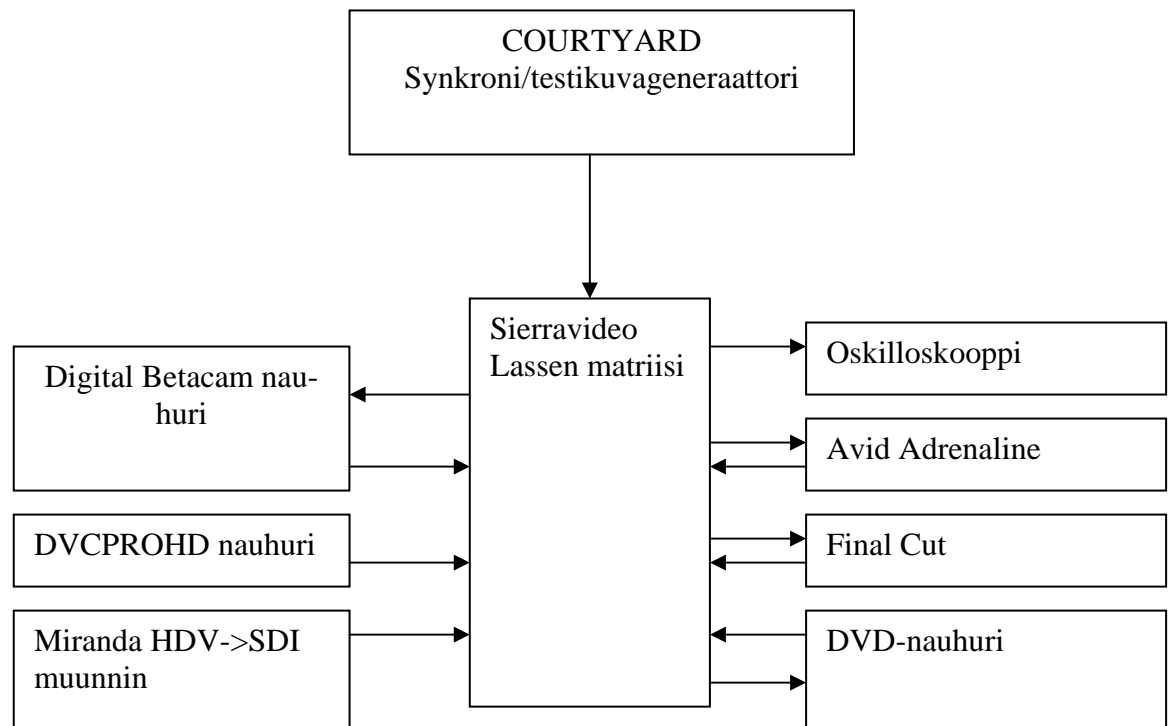 COURTYARD
Synkroni/testikuvageneraattori
Sierravideo
Lassen matriisi
Digital Betacam nau-
huri
DVCPROHD nauhuri
Miranda HDV->SDI
muunnin
Oskilloskooppi
Avid Adrenaline
Final Cut
DVD-nauhuri